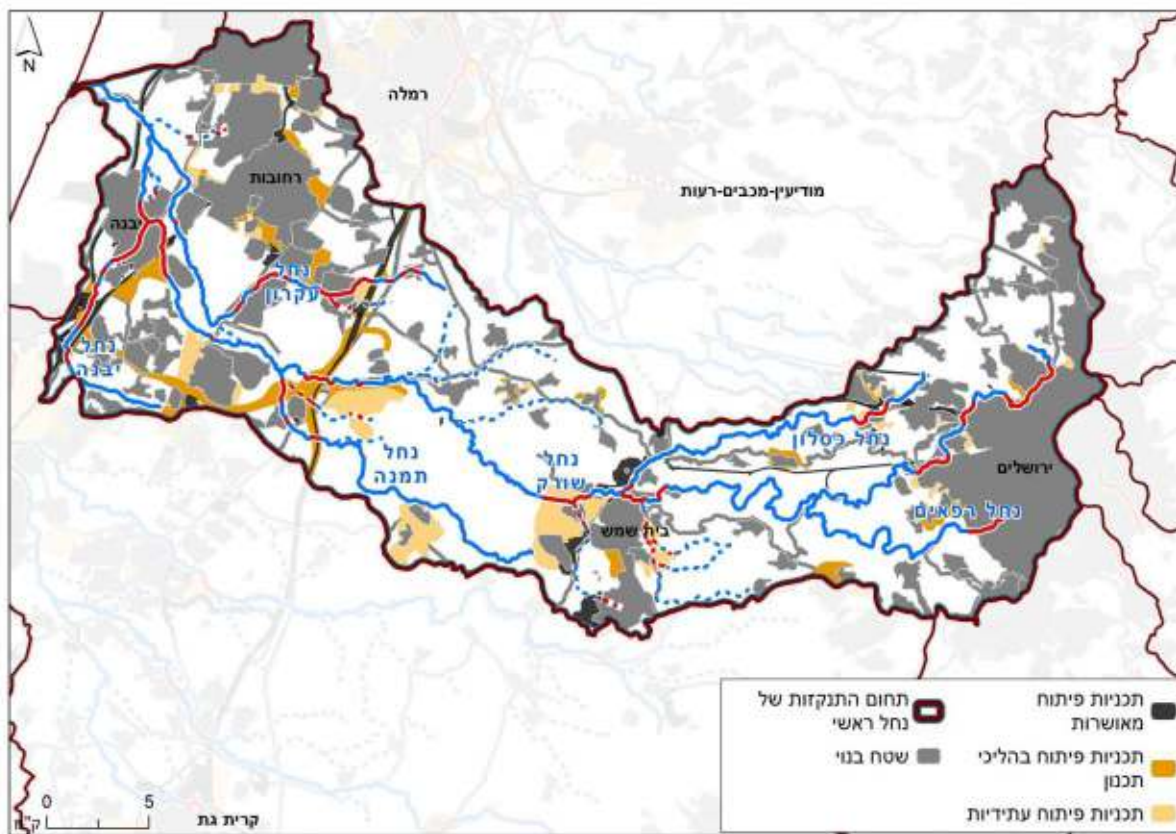 N
רמלה
מודיעין-מכבים-רעות
רחובות
יבנה
נחל
עקרון
נחל
יבנה
נחל
תמנה
נחל
שורק
בית שמש
נחל כסלון
ירושלים
נחל רפאים
קרית גת
0 5
ק"מ
תחום התנקזות של
נחל ראשי
שטח בנוי
תכניות פיתוח
מאושרות
תכניות פיתוח בהליכי
תכנון
תכניות פיתוח עתידיות